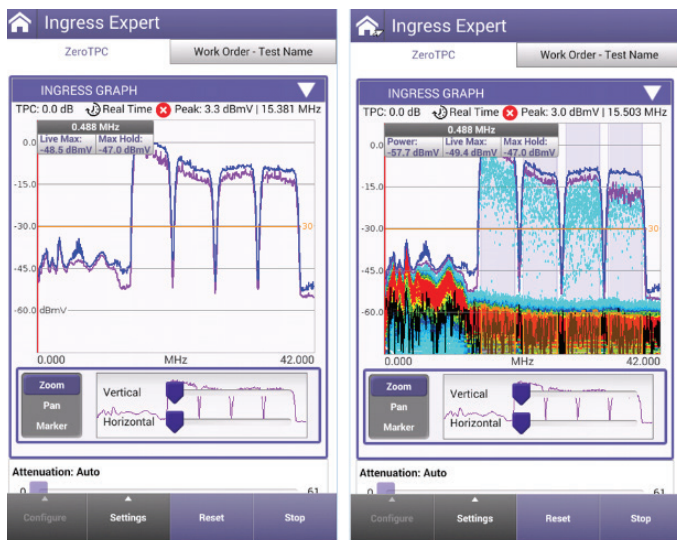 Ingress Expert
ZeroTPC
Work Order - Test Name
INGRESS GRAPH
TPC: 0.0 dB Real Time Peak: 3.3 dBmV | 15.381 MHz
0.488 MHz
Live Max: Max Hold:
-48.5 dBmV -47.0 dBmV
0.0
-15.0
-30.0
30
-45.0
-60.0 dBmV
0.000 MHz 42.000
Zoom
Pan
Marker
Vertical
Horizontal
Attenuation: Auto
0 61
Configure Settings Reset Stop
Ingress Expert
ZeroTPC
Work Order - Test Name
INGRESS GRAPH
TPC: 0.0 dB Real Time Peak: 3.0 dBmV | 15.503 MHz
0.488 MHz
Power: Live Max: Max Hold:
-57.7 dBmV -49.4 dBmV -47.0 dBmV
0.0
-15.0
-30.0
30
-45.0
-60.0
0.000 MHz 42.000
Zoom
Pan
Marker
Vertical
Horizontal
Attenuation: Auto
0 61
Configure Settings Reset Stop